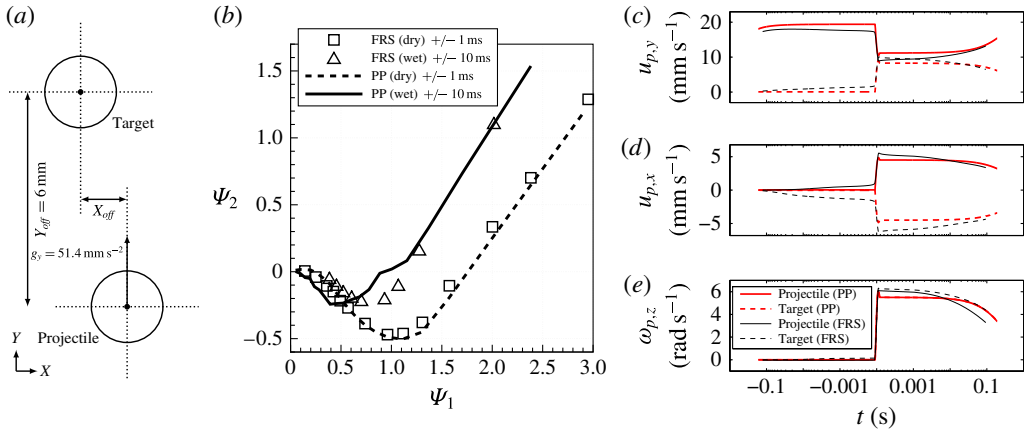 (a)
Target
Y_off = 6 mm
X_off
g_y = 51.4 mm s⁻²
Projectile
Y
X
(b)
FRS (dry) +/− 1 ms
FRS (wet) +/− 10 ms
PP (dry) +/− 1 ms
PP (wet) +/− 10 ms
1.5
1.0
0.5
0
−0.5
Ψ₂
0 0.5 1.0 1.5 2.0 2.5 3.0
Ψ₁
(c)
u_p,y
(mm s⁻¹)
20
10
0
(d)
u_p,x
(mm s⁻¹)
5
0
−5
(e)
ω_p,z
(rad s⁻¹)
6
4
2
0
Projectile (PP)
Target (PP)
Projectile (FRS)
Target (FRS)
−0.1 -0.001 0.001 0.1
t (s)